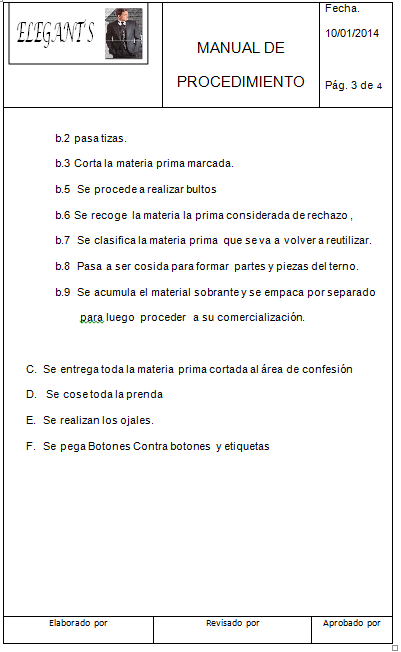 ELEGANT'S
MANUAL DE
PROCEDIMIENTO
Fecha.
10/01/2014
Pág. 3 de 4
b.2 pasa tizas.
b.3 Corta la materia prima marcada.
b.5 Se procede a realizar bultos
b.6 Se recoge la materia la prima considerada de rechazo ,
b.7 Se clasifica la materia prima que se va a volver a reutilizar.
b.8 Pasa a ser cosida para formar partes y piezas del terno.
b.9 Se acumula el material sobrante y se empaca por separado
para luego proceder a su comercialización.
C. Se entrega toda la materia prima cortada al área de confesión
D. Se cose toda la prenda
E. Se realizan los ojales.
F. Se pega Botones Contra botones y etiquetas
Elaborado por
Revisado por
Aprobado por